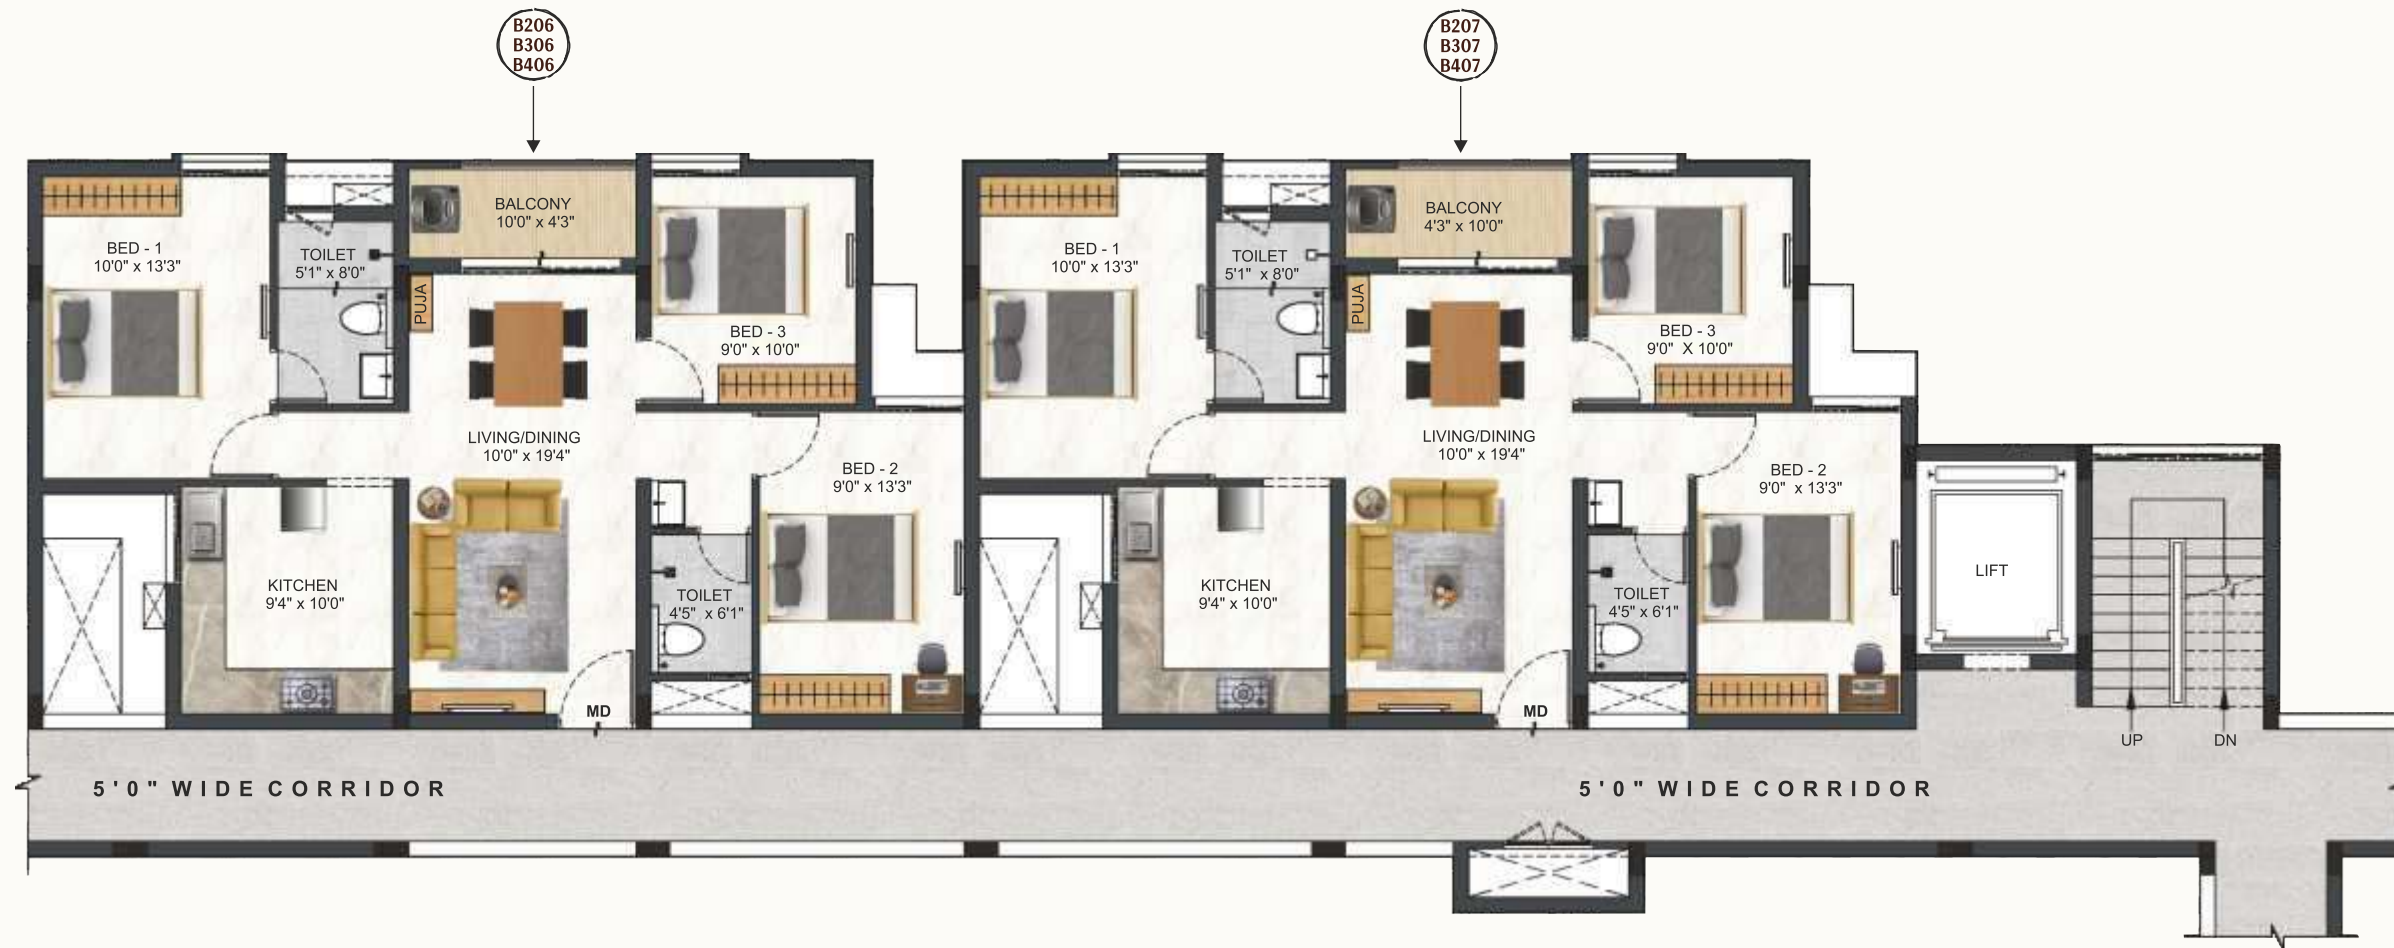 B206
B306
B406
B207
B307
B407
BALCONY
10'0" x 4'3"
BED - 1
10'0" x 13'3"
TOILET
5'1" x 8'0"
PUJA
BED - 3
9'0" x 10'0"
LIVING/DINING
10'0" x 19'4"
BED - 2
9'0" x 13'3"
KITCHEN
9'4" x 10'0"
TOILET
4'5" x 6'1"
MD
BALCONY
4'3" x 10'0"
BED - 1
10'0" x 13'3"
TOILET
5'1" x 8'0"
PUJA
BED - 3
9'0" X 10'0"
LIVING/DINING
10'0" x 19'4"
BED - 2
9'0" x 13'3"
KITCHEN
9'4" x 10'0"
TOILET
4'5" x 6'1"
MD
LIFT
UP
DN
5'0" WIDE CORRIDOR
5'0" WIDE CORRIDOR